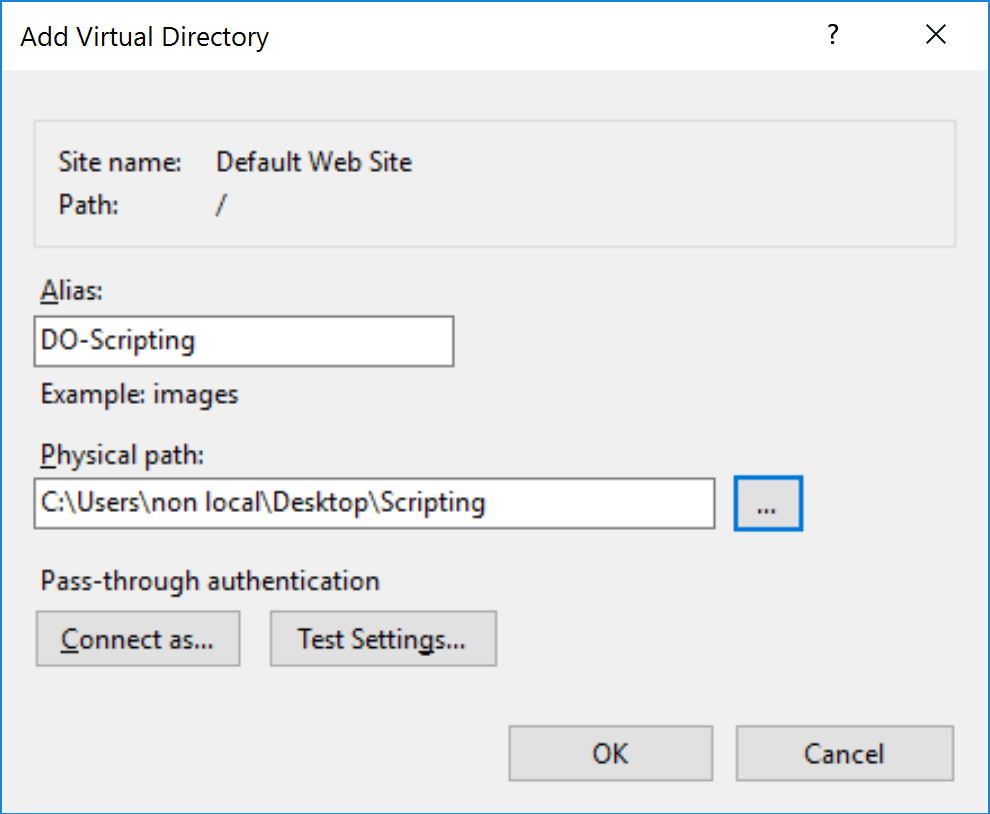 Add Virtual Directory ?
Site name: Default Web Site
Path: /
Alias:
DO-Scripting
Example: images
Physical path:
C:\Users\non local\Desktop\Scripting ...
Pass-through authentication
Connect as... Test Settings...
OK Cancel